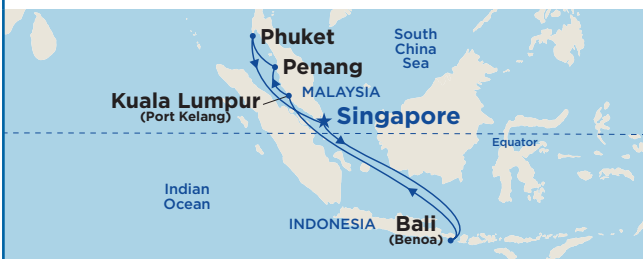 Phuket
South
China
Sea
Penang
MALAYSIA
Kuala Lumpur
(Port Kelang)
Singapore
Equator
Indian
Ocean
INDONESIA
Bali
(Benoa)